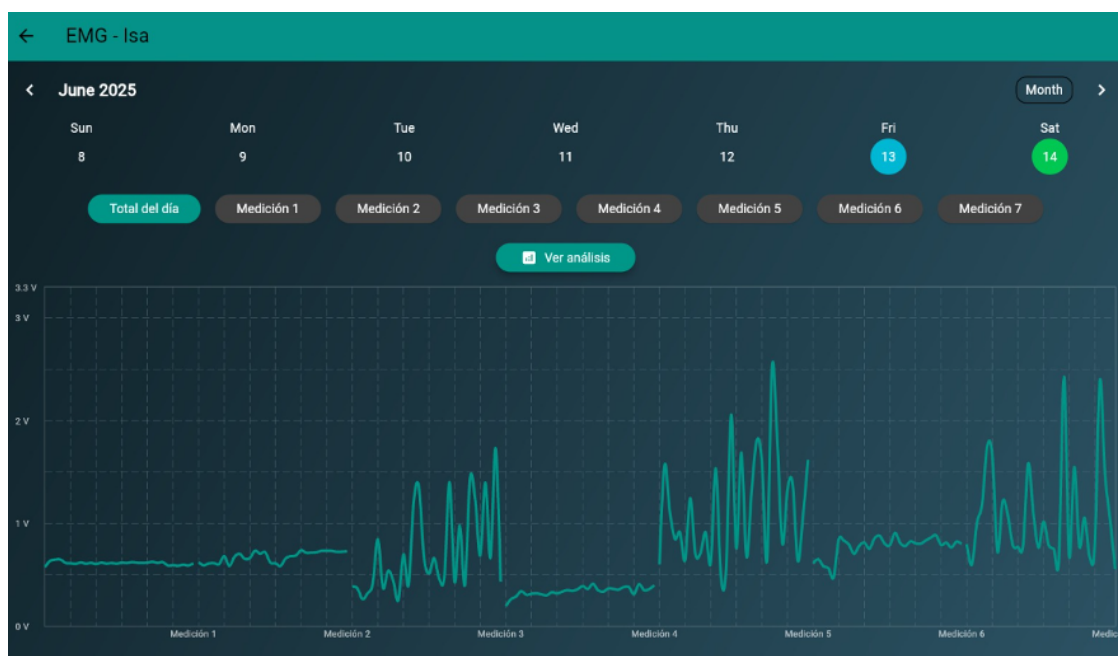 EMG - Isa
June 2025
Month
Sun Mon Tue Wed Thu Fri Sat
8 9 10 11 12 13 14
Total del día Medición 1 Medición 2 Medición 3 Medición 4 Medición 5 Medición 6 Medición 7
Ver análisis
3.3 V
3 V
2 V
1 V
0 V
Medición 1 Medición 2 Medición 3 Medición 4 Medición 5 Medición 6 Medic